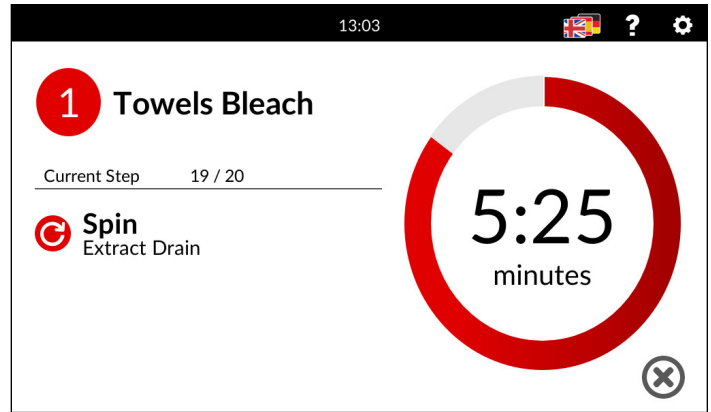 13:03
?
1 Towels Bleach
Current Step 19 / 20
Spin
Extract Drain
5:25
minutes